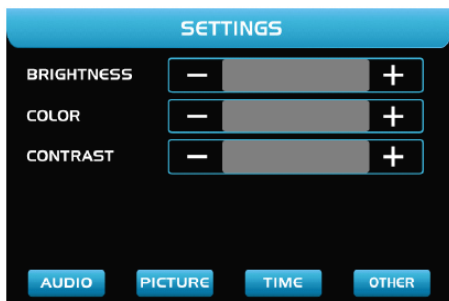 SETTINGS
BRIGHTNESS − +
COLOR − +
CONTRAST − +
AUDIO PICTURE TIME OTHER